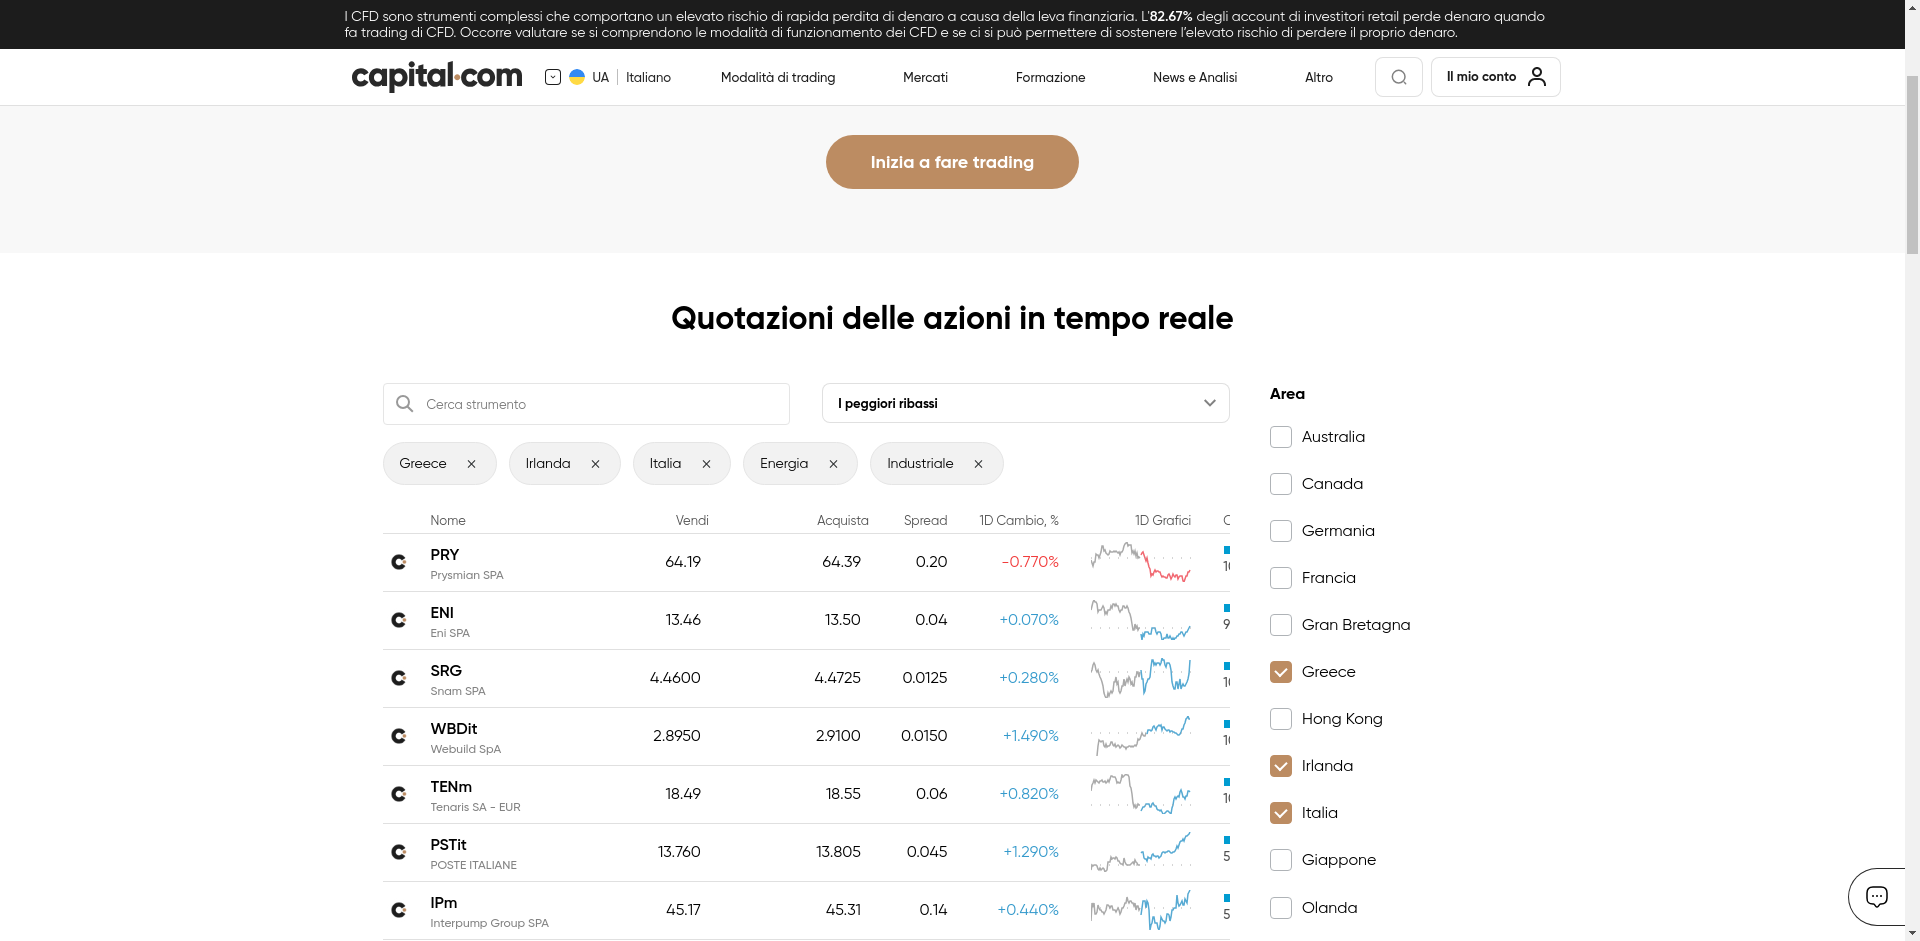 I CFD sono strumenti complessi che comportano un elevato rischio di rapida perdita di denaro a causa della leva finanziaria. L'82.67% degli account di investitori retail perde denaro quando
fa trading di CFD. Occorre valutare se si comprendono le modalità di funzionamento dei CFD e se ci si può permettere di sostenere l'elevato rischio di perdere il proprio denaro.
capital.com UA Italiano Modalità di trading Mercati Formazione News e Analisi Altro Il mio conto
Inizia a fare trading
Quotazioni delle azioni in tempo reale
Cerca strumento
I peggiori ribassi
Greece Irlanda Italia Energia Industriale
Nome Vendi Acquista Spread 1D Cambio, % 1D Grafici
PRY 64.19 64.39 0.20 -0.770%
Prysmian SPA
ENI 13.46 13.50 0.04 +0.070%
Eni SPA
SRG 4.4600 4.4725 0.0125 +0.280%
Snam SPA
WBDit 2.8950 2.9100 0.0150 +1.490%
Webuild SpA
TENm 18.49 18.55 0.06 +0.820%
Tenaris SA - EUR
PSTit 13.760 13.805 0.045 +1.290%
POSTE ITALIANE
IPm 45.17 45.31 0.14 +0.440%
Interpump Group SPA
Area
Australia
Canada
Germania
Francia
Gran Bretagna
Greece
Hong Kong
Irlanda
Italia
Giappone
Olanda